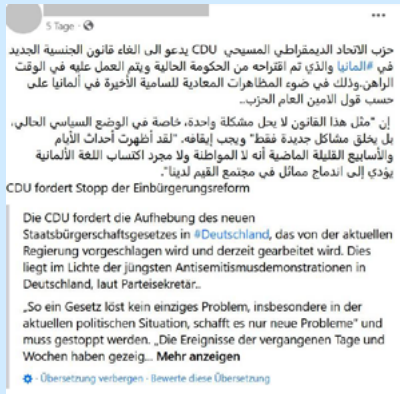 5 Tage ·
حزب الاتحاد الديمقراطي المسيحي CDU يدعو الى الغاء قانون الجنسية الجديد
في #المانيا والذي تم اقتراحه من الحكومة الحالية ويتم العمل عليه في الوقت
الراهن.وذلك في ضوء المظاهرات المعادية للسامية الأخيرة في ألمانيا على
حسب قول الامين العام الحزب..
إن "مثل هذا القانون لا يحل مشكلة واحدة، خاصة في الوضع السياسي الحالي،
بل يخلق مشاكل جديدة فقط" ويجب إيقافه. "لقد أظهرت أحداث الأيام
والأسابيع القليلة الماضية أنه لا المواطنة ولا مجرد اكتساب اللغة الألمانية
يؤدي إلى اندماج مماثل في مجتمع القيم لدينا".
CDU fordert Stopp der Einbürgerungsreform
Die CDU fordert die Aufhebung des neuen
Staatsbürgerschaftsgesetzes in #Deutschland, das von der aktuellen
Regierung vorgeschlagen wird und derzeit gearbeitet wird. Dies
liegt im Lichte der jüngsten Antisemitismusdemonstrationen in
Deutschland, laut Parteisekretär..
„So ein Gesetz löst kein einziges Problem, insbesondere in der
aktuellen politischen Situation, schafft es nur neue Probleme" und
muss gestoppt werden. „Die Ereignisse der vergangenen Tage und
Wochen haben gezeig... Mehr anzeigen
· Übersetzung verbergen · Bewerte diese Übersetzung